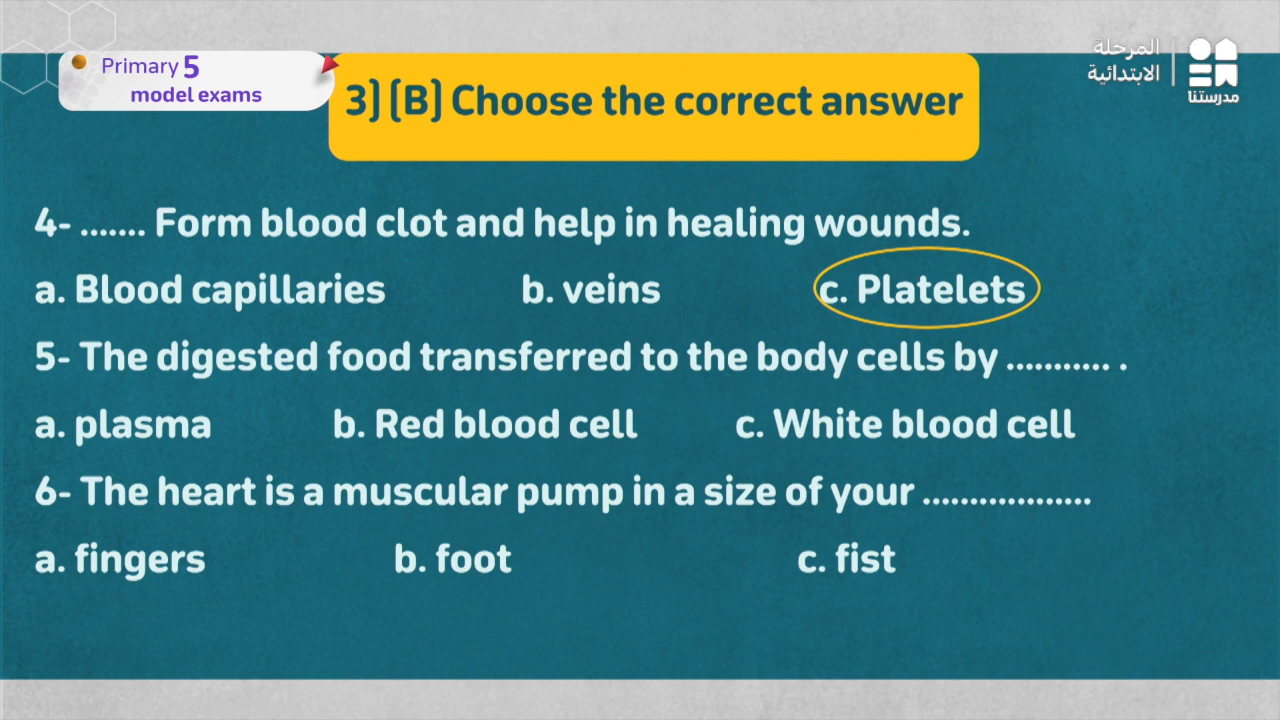 Primary 5
model exams
3) (B) Choose the correct answer
المرحلة
الابتدائية
مدرستنا
4- ....... Form blood clot and help in healing wounds.
a. Blood capillaries b. veins c. Platelets
5- The digested food transferred to the body cells by ........... .
a. plasma b. Red blood cell c. White blood cell
6- The heart is a muscular pump in a size of your ..................
a. fingers b. foot c. fist